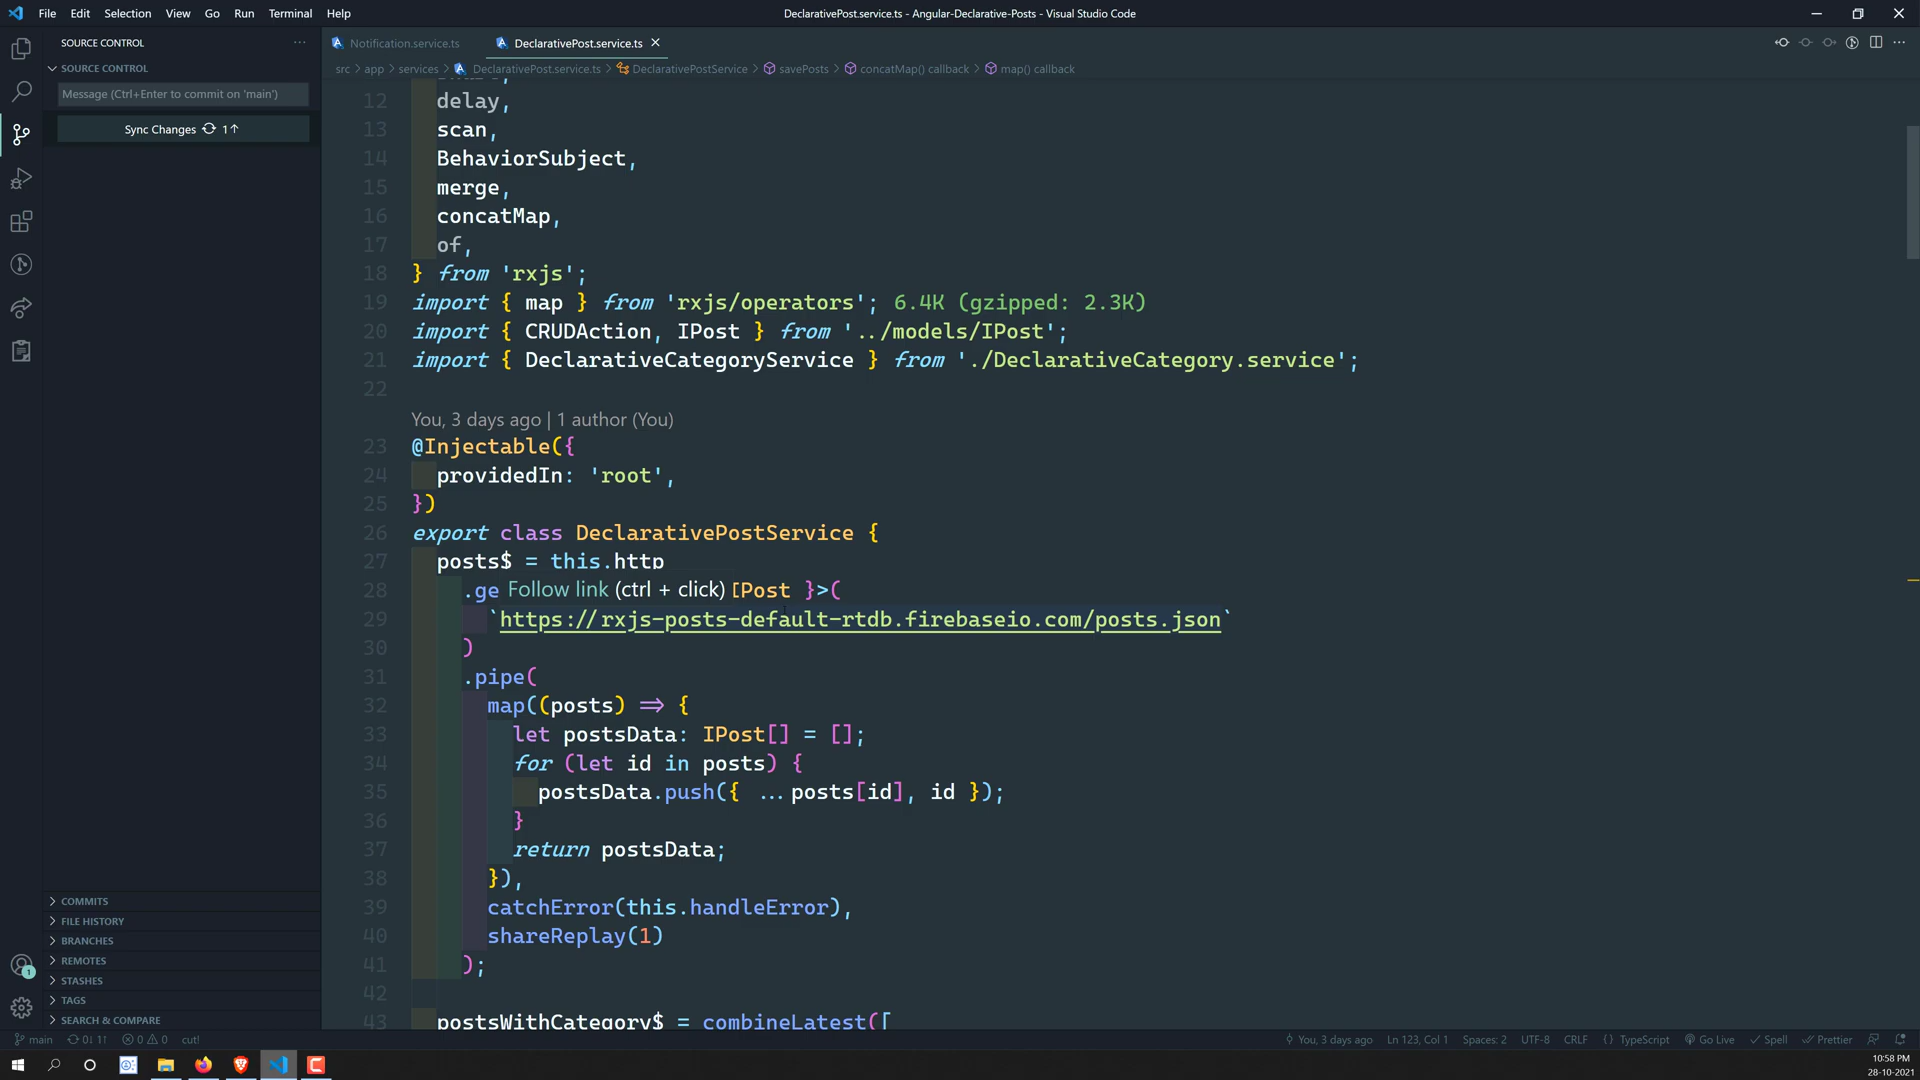 File Edit Selection View Go Run Terminal Help
DeclarativePost.service.ts - Angular-Declarative-Posts - Visual Studio Code
SOURCE CONTROL
SOURCE CONTROL
Message (Ctrl+Enter to commit on 'main')
Sync Changes 1↑
COMMITS
FILE HISTORY
BRANCHES
REMOTES
STASHES
TAGS
SEARCH & COMPARE
1
Notification.service.ts DeclarativePost.service.ts
src > app > services > DeclarativePost.service.ts > DeclarativePostService > savePosts > concatMap() callback > map() callback
12 delay,
13 scan,
14 BehaviorSubject,
15 merge,
16 concatMap,
17 of,
18 } from 'rxjs';
19 import { map } from 'rxjs/operators'; 6.4K (gzipped: 2.3K)
20 import { CRUDAction, IPost } from '../models/IPost';
21 import { DeclarativeCategoryService } from './DeclarativeCategory.service';
22
You, 3 days ago | 1 author (You)
23 @Injectable({
24 providedIn: 'root',
25 })
26 export class DeclarativePostService {
27 posts$ = this.http
28 .ge Follow link (ctrl + click) Post }>(
29 `https://rxjs-posts-default-rtdb.firebaseio.com/posts.json`
30 )
31 .pipe(
32 map((posts) => {
33 let postsData: IPost[] = [];
34 for (let id in posts) {
35 postsData.push({ ...posts[id], id });
36 }
37 return postsData;
38 }),
39 catchError(this.handleError),
40 shareReplay(1)
41 );
42
43 postsWithCategory$ = combineLatest([
main 0↓ 1↑ 0 0 cut! You, 3 days ago Ln 123, Col 1 Spaces: 2 UTF-8 CRLF {} TypeScript Go Live Spell Prettier
10:58 PM
28-10-2021